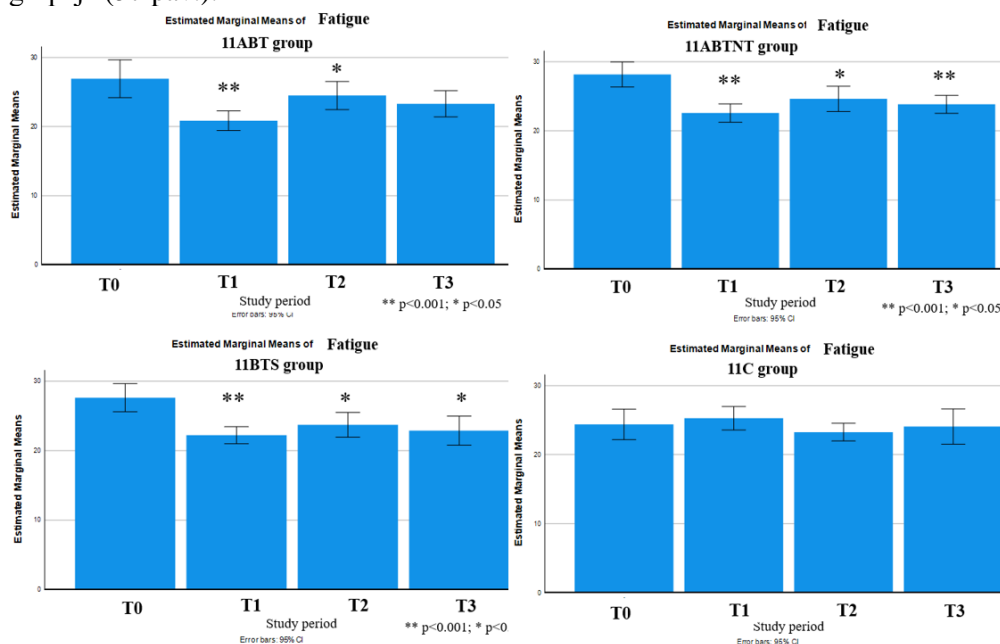 Estimated Marginal Means of Fatigue
11ABT group
Estimated Marginal Means
30
20
10
0
**
*
T0 T1 T2 T3
Study period
** p<0.001; * p<0.05
Error bars: 95% CI
Estimated Marginal Means of Fatigue
11ABTNT group
Estimated Marginal Means
30
20
10
0
**
*
**
T0 T1 T2 T3
Study period
** p<0.001; * p<0.05
Error bars: 95% CI
Estimated Marginal Means of Fatigue
11BTS group
Estimated Marginal Means
30
20
10
0
**
*
*
T0 T1 T2 T3
Study period
** p<0.001; * p<0
Error bars: 95% CI
Estimated Marginal Means of Fatigue
11C group
Estimated Marginal Means
30
20
10
0
T0 T1 T2 T3
Study period
Error bars: 95% CI